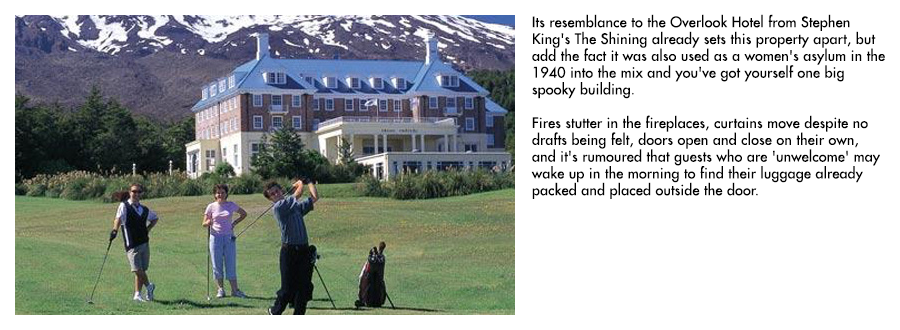 Its resemblance to the Overlook Hotel from Stephen
King's The Shining already sets this property apart, but
add the fact it was also used as a women's asylum in the
1940 into the mix and you've got yourself one big
spooky building.
Fires stutter in the fireplaces, curtains move despite no
drafts being felt, doors open and close on their own,
and it's rumoured that guests who are 'unwelcome' may
wake up in the morning to find their luggage already
packed and placed outside the door.